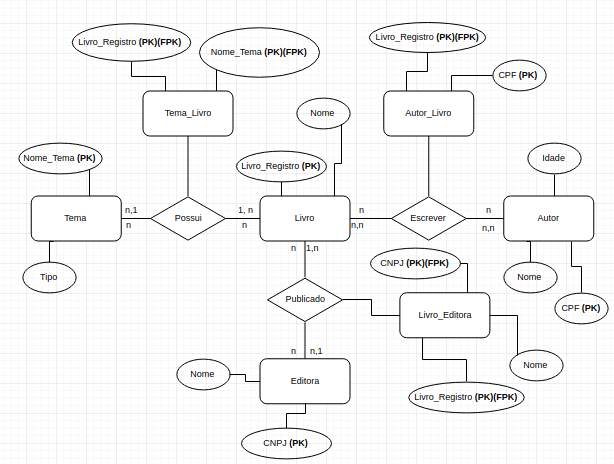 Livro_Registro (PK)(FPK)
Nome_Tema (PK)(FPK)
Livro_Registro (PK)(FPK)
CPF (PK)
Tema_Livro
Nome
Autor_Livro
Nome_Tema (PK)
Livro_Registro (PK)
Idade
Tema
n,1
n
Possui
1, n
n
Livro
n
n,n
Escrever
n
n,n
Autor
n
1,n
Tipo
CNPJ (PK)(FPK)
Nome
CPF (PK)
Publicado
Livro_Editora
n
n,1
Nome
Nome
Editora
Livro_Registro (PK)(FPK)
CNPJ (PK)